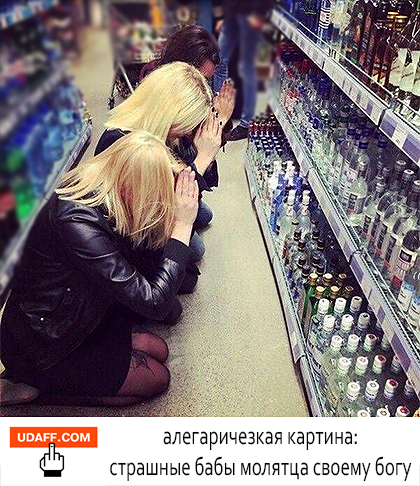 UDAFF.COM
алегаричезкая картина:
страшные бабы молятца своему богу